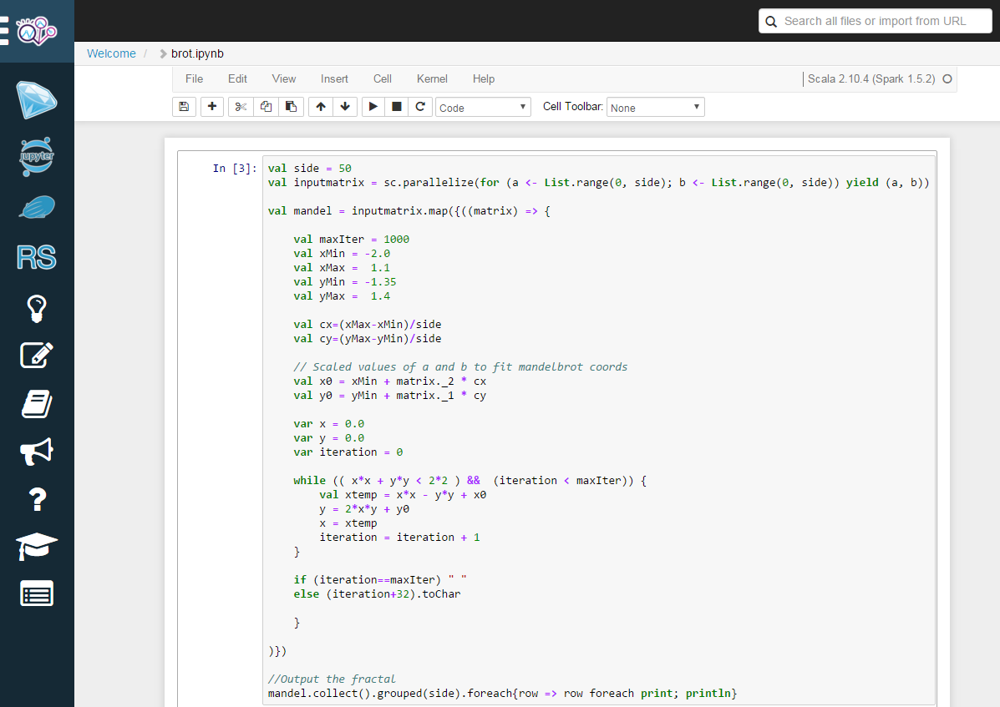 Search all files or import from URL
Welcome / brot.ipynb
File Edit View Insert Cell Kernel Help Scala 2.10.4 (Spark 1.5.2)
Code Cell Toolbar: None
jupyter
RS
?
In [3]:
val side = 50
val inputmatrix = sc.parallelize(for (a <- List.range(0, side); b <- List.range(0, side)) yield (a, b))
val mandel = inputmatrix.map({((matrix) => {
val maxIter = 1000
val xMin = -2.0
val xMax =  1.1
val yMin = -1.35
val yMax =  1.4
val cx=(xMax-xMin)/side
val cy=(yMax-yMin)/side
// Scaled values of a and b to fit mandelbrot coords
val x0 = xMin + matrix._2 * cx
val y0 = yMin + matrix._1 * cy
var x = 0.0
var y = 0.0
var iteration = 0
while (( x*x + y*y < 2*2 ) &&  (iteration < maxIter)) {
val xtemp = x*x - y*y + x0
y = 2*x*y + y0
x = xtemp
iteration = iteration + 1
}
if (iteration==maxIter) " "
else (iteration+32).toChar
}
)})
//Output the fractal
mandel.collect().grouped(side).foreach{row => row foreach print; println}